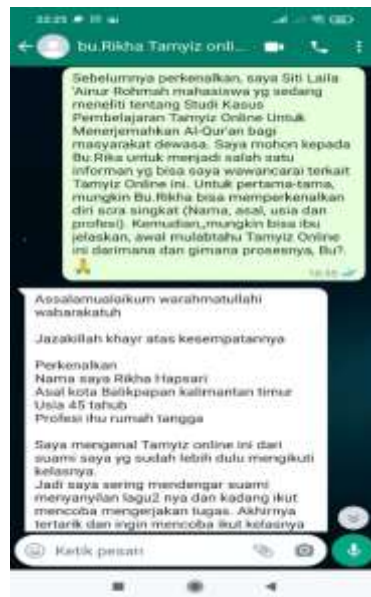 22:21
bu.Rikha Tamyiz onli...
Sebelumnya perkenalkan, saya Siti Laila
'Ainur Rohmah mahasiswa yg sedang
meneliti tentang Studi Kasus
Pembelajaran Tamyiz Online Untuk
Menerjemahkan Al-Qur'an bagi
masyarakat dewasa. Saya mohon kepada
Bu.Rika untuk menjadi salah satu
informan yg bisa saya wawancarai terkait
Tamyiz Online ini. Untuk pertama-tama,
mungkin Bu.Rikha bisa memperkenalkan
diri scra singkat (Nama, asal, usia dan
profesi). Kemudian,,mungkin bisa ibu
jelaskan, awal mulabtahu Tamyiz Online
ini darimana dan gimana prosesnya, Bu?.
Assalamualaikum warahmatullahi
wabarakatuh
Jazakillah khayr atas kesempatannya
Perkenalkan
Nama saya Rikha Hapsari
Asal kota Balikpapan kalimantan timur
Usia 45 tahub
Profesi ihu rumah tangga
Saya mengenal Tamyiz online ini dari
suami saya yg sudah lebih dulu mengikuti
kelasnya.
Jadi saya sering mendengar suami
menyanyilan lagu2 nya dan kadang ikut
mencoba mengerjakan tugas. Akhirnya
tertarik dan ingin mencoba ikut kelasnya
Ketik pesan